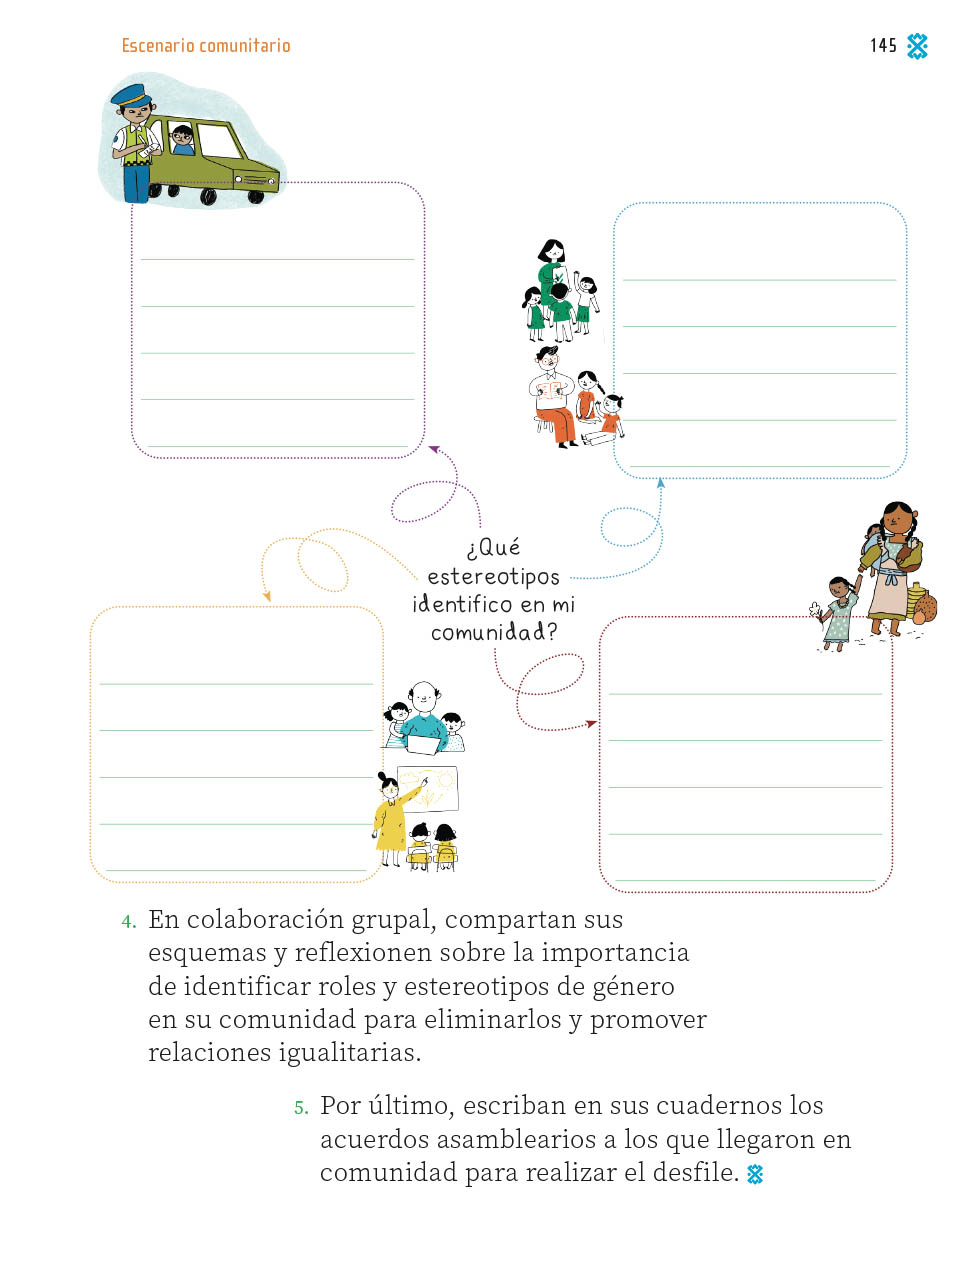 Escenario comunitario
145
¿Qué
estereotipos
identifico en mi
comunidad?
4. En colaboración grupal, compartan sus
esquemas y reflexionen sobre la importancia
de identificar roles y estereotipos de género
en su comunidad para eliminarlos y promover
relaciones igualitarias.
5. Por último, escriban en sus cuadernos los
acuerdos asamblearios a los que llegaron en
comunidad para realizar el desfile.